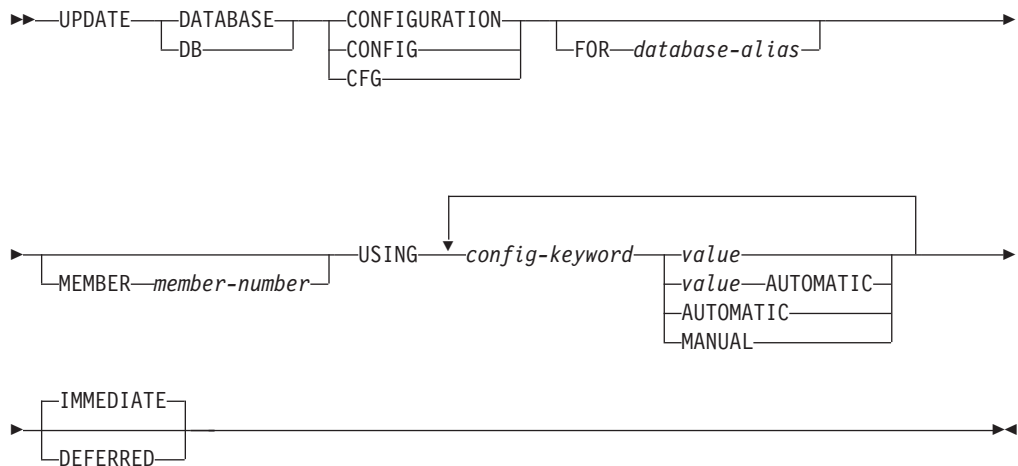 UPDATE DATABASE CONFIGURATION
DB CONFIG FOR database-alias
CFG
USING config-keyword value
MEMBER member-number value AUTOMATIC
AUTOMATIC
MANUAL
IMMEDIATE
DEFERRED